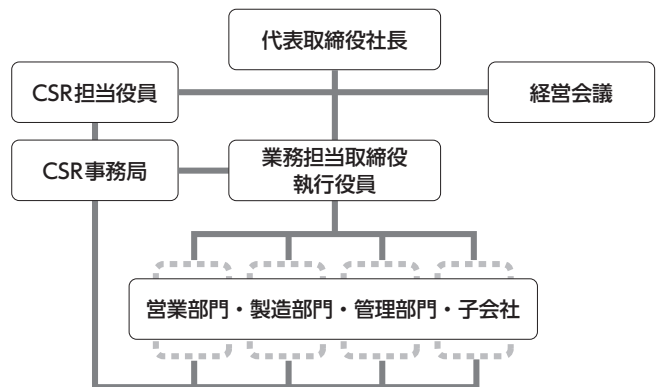 代表取締役社長
CSR担当役員
経営会議
CSR事務局
業務担当取締役
執行役員
営業部門・製造部門・管理部門・子会社